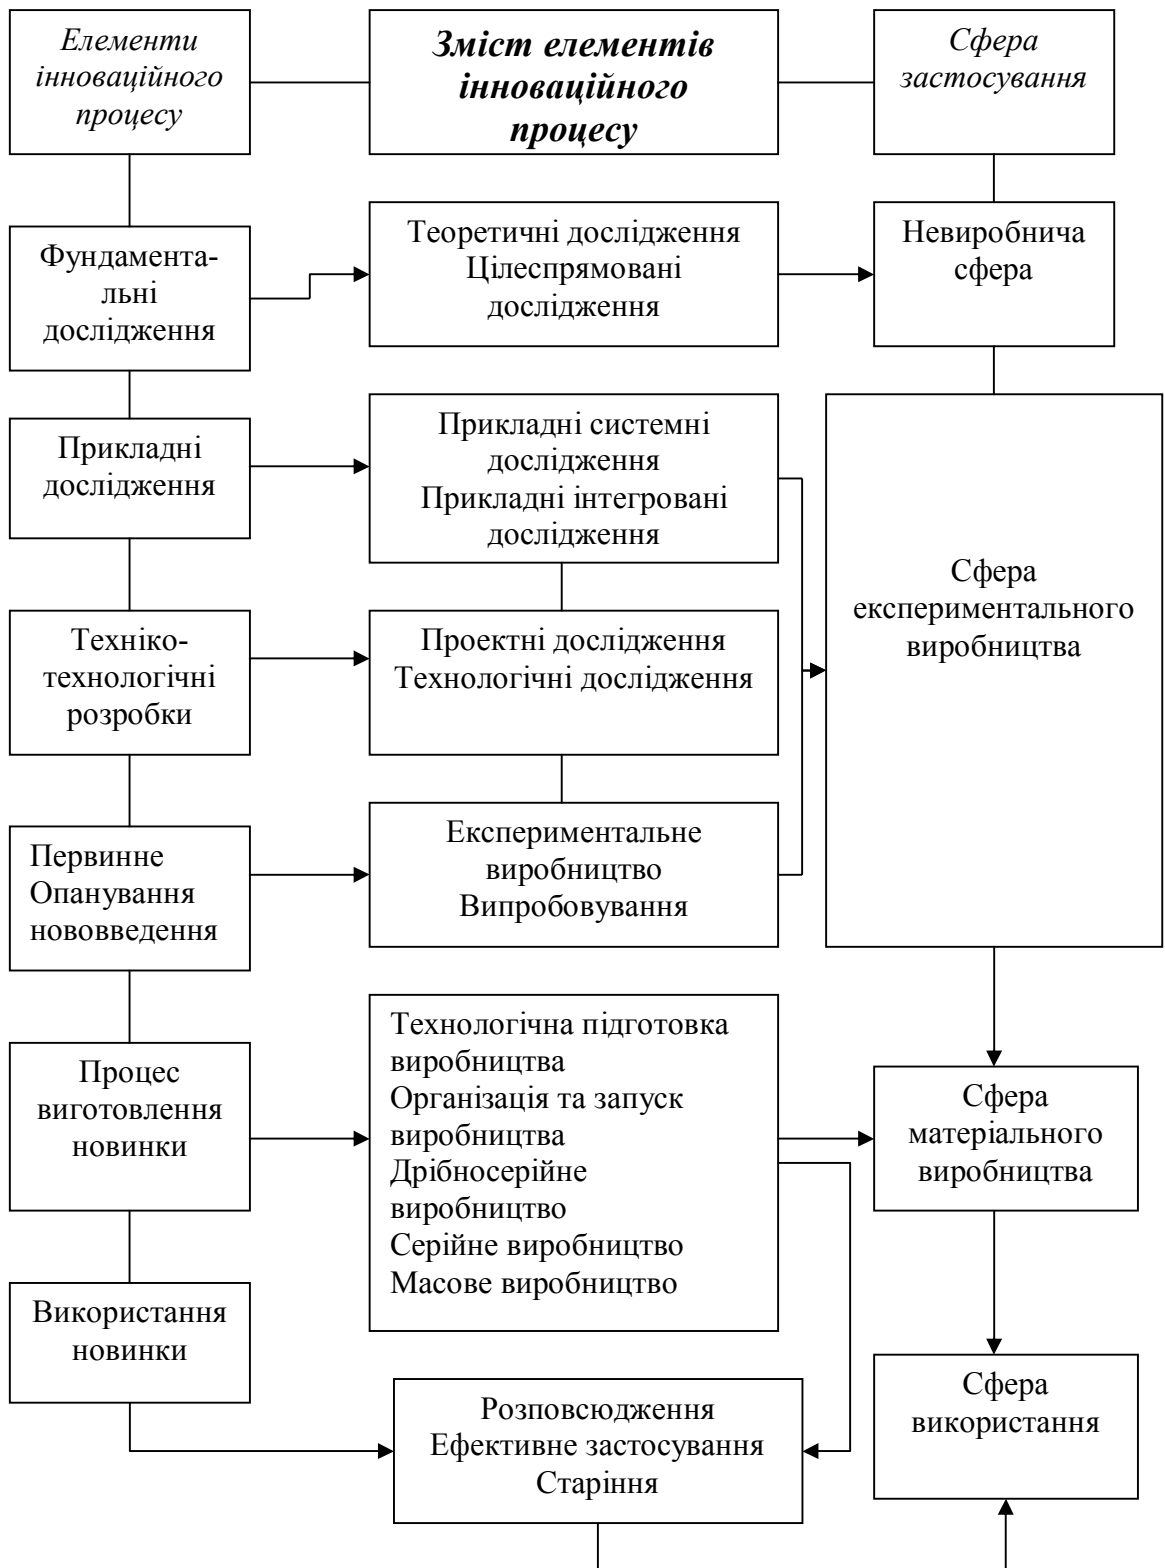 Елементи
інноваційного
процесу
Зміст елементів
інноваційного
процесу
Сфера
застосування
Фундамента-
льні
дослідження
Теоретичні дослідження
Цілеспрямовані
дослідження
Невиробнича
сфера
Прикладні
дослідження
Прикладні системні
дослідження
Прикладні інтегровані
дослідження
Сфера
експериментального
виробництва
Техніко-
технологічні
розробки
Проектні дослідження
Технологічні дослідження
Первинне
Опанування
нововведення
Експериментальне
виробництво
Випробовування
Процес
виготовлення
новинки
Технологічна підготовка
виробництва
Організація та запуск
виробництва
Дрібносерійне
виробництво
Серійне виробництво
Масове виробництво
Сфера
матеріального
виробництва
Використання
новинки
Розповсюдження
Ефективне застосування
Старіння
Сфера
використання